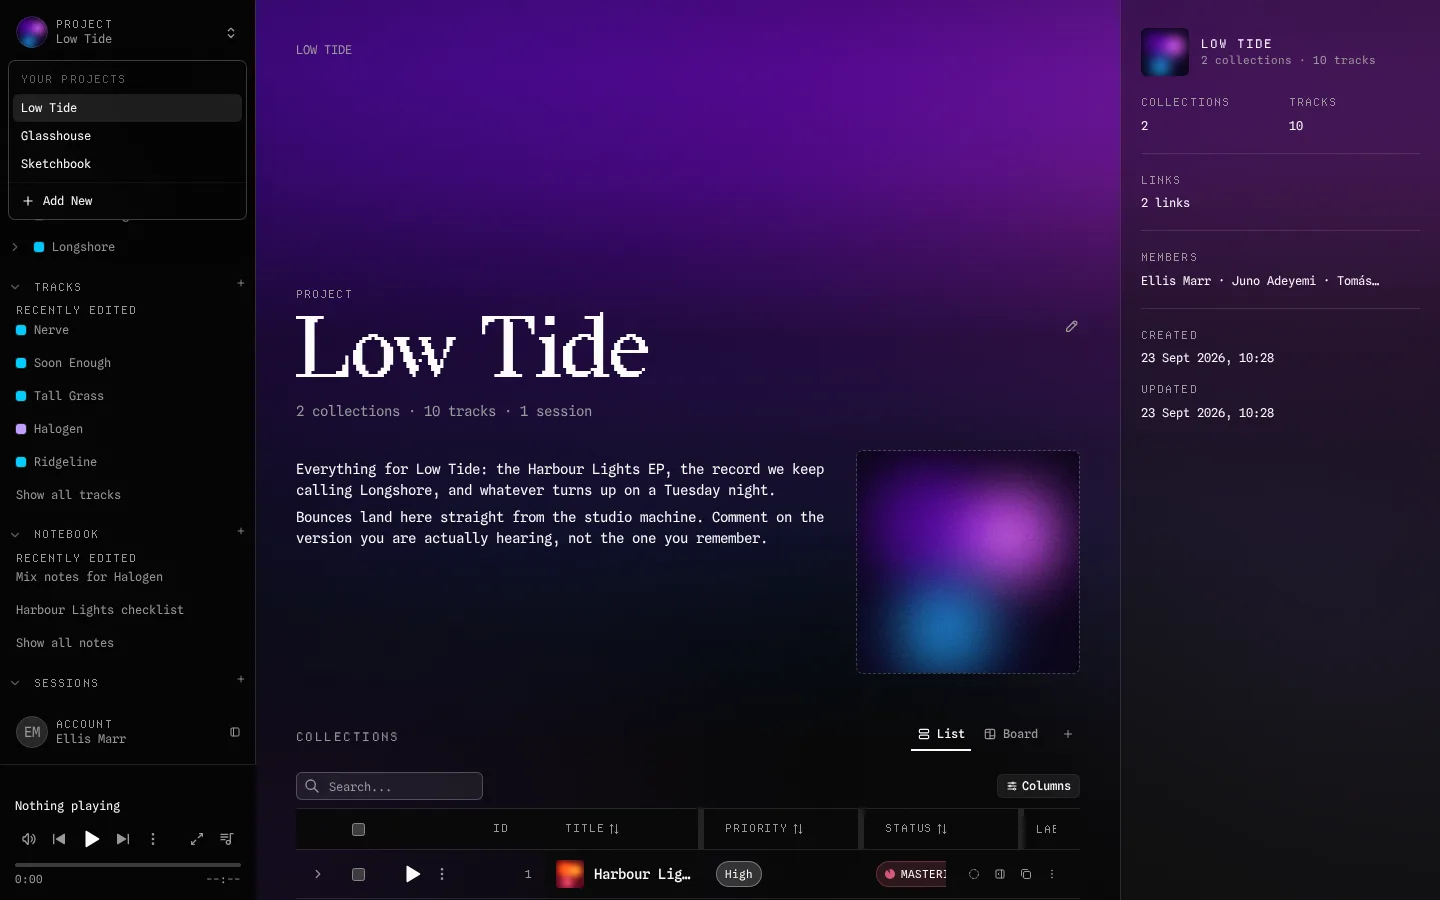 PROJECT
Low Tide
YOUR PROJECTS
Low Tide
Glasshouse
Sketchbook
Add New
Longshore
TRACKS
RECENTLY EDITED
Nerve
Soon Enough
Tall Grass
Halogen
Ridgeline
Show all tracks
NOTEBOOK
RECENTLY EDITED
Mix notes for Halogen
Harbour Lights checklist
Show all notes
SESSIONS
EM
ACCOUNT
Ellis Marr
Nothing playing
0:00 --:--
LOW TIDE
PROJECT
Low Tide
2 collections · 10 tracks · 1 session
Everything for Low Tide: the Harbour Lights EP, the record we keep
calling Longshore, and whatever turns up on a Tuesday night.
Bounces land here straight from the studio machine. Comment on the
version you are actually hearing, not the one you remember.
COLLECTIONS
List Board
Search...
Columns
ID TITLE PRIORITY STATUS LAB
1 Harbour Lig… High MASTERI
LOW TIDE
2 collections · 10 tracks
COLLECTIONS TRACKS
2 10
LINKS
2 links
MEMBERS
Ellis Marr · Juno Adeyemi · Tomás…
CREATED
23 Sept 2026, 10:28
UPDATED
23 Sept 2026, 10:28